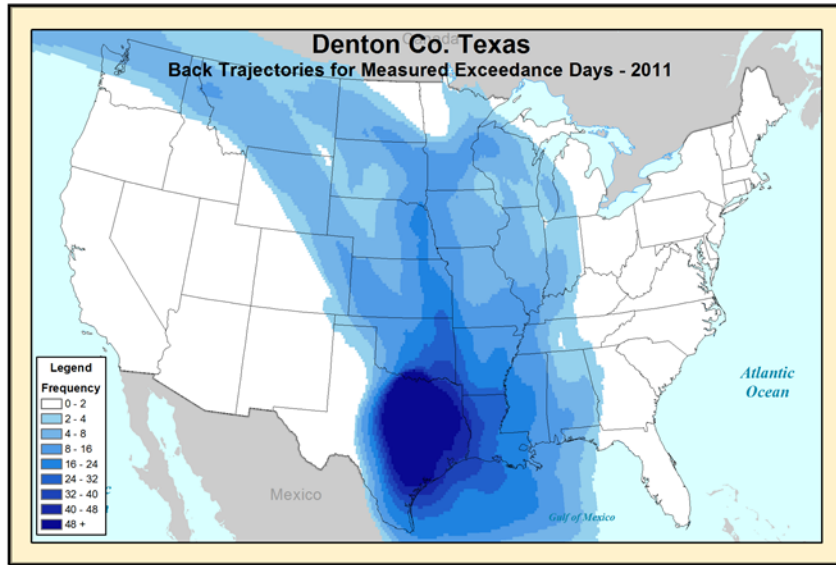 Canada
Denton Co. Texas
Back Trajectories for Measured Exceedance Days - 2011
Legend
Frequency
0 - 2
2 - 4
4 - 8
8 - 16
16 - 24
24 - 32
32 - 40
40 - 48
48 +
Atlantic
Ocean
Mexico
Gulf of Mexico